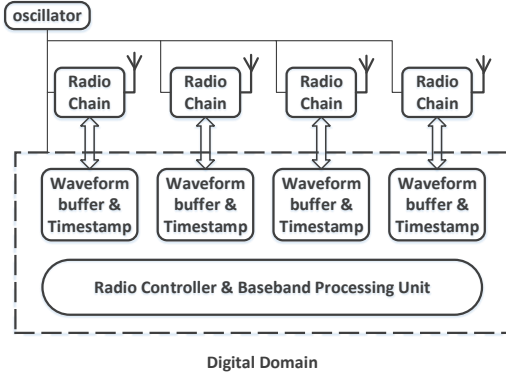 oscillator
Radio
Chain
Radio
Chain
Radio
Chain
Radio
Chain
Waveform
buffer &
Timestamp
Waveform
buffer &
Timestamp
Waveform
buffer &
Timestamp
Waveform
buffer &
Timestamp
Radio Controller & Baseband Processing Unit
Digital Domain